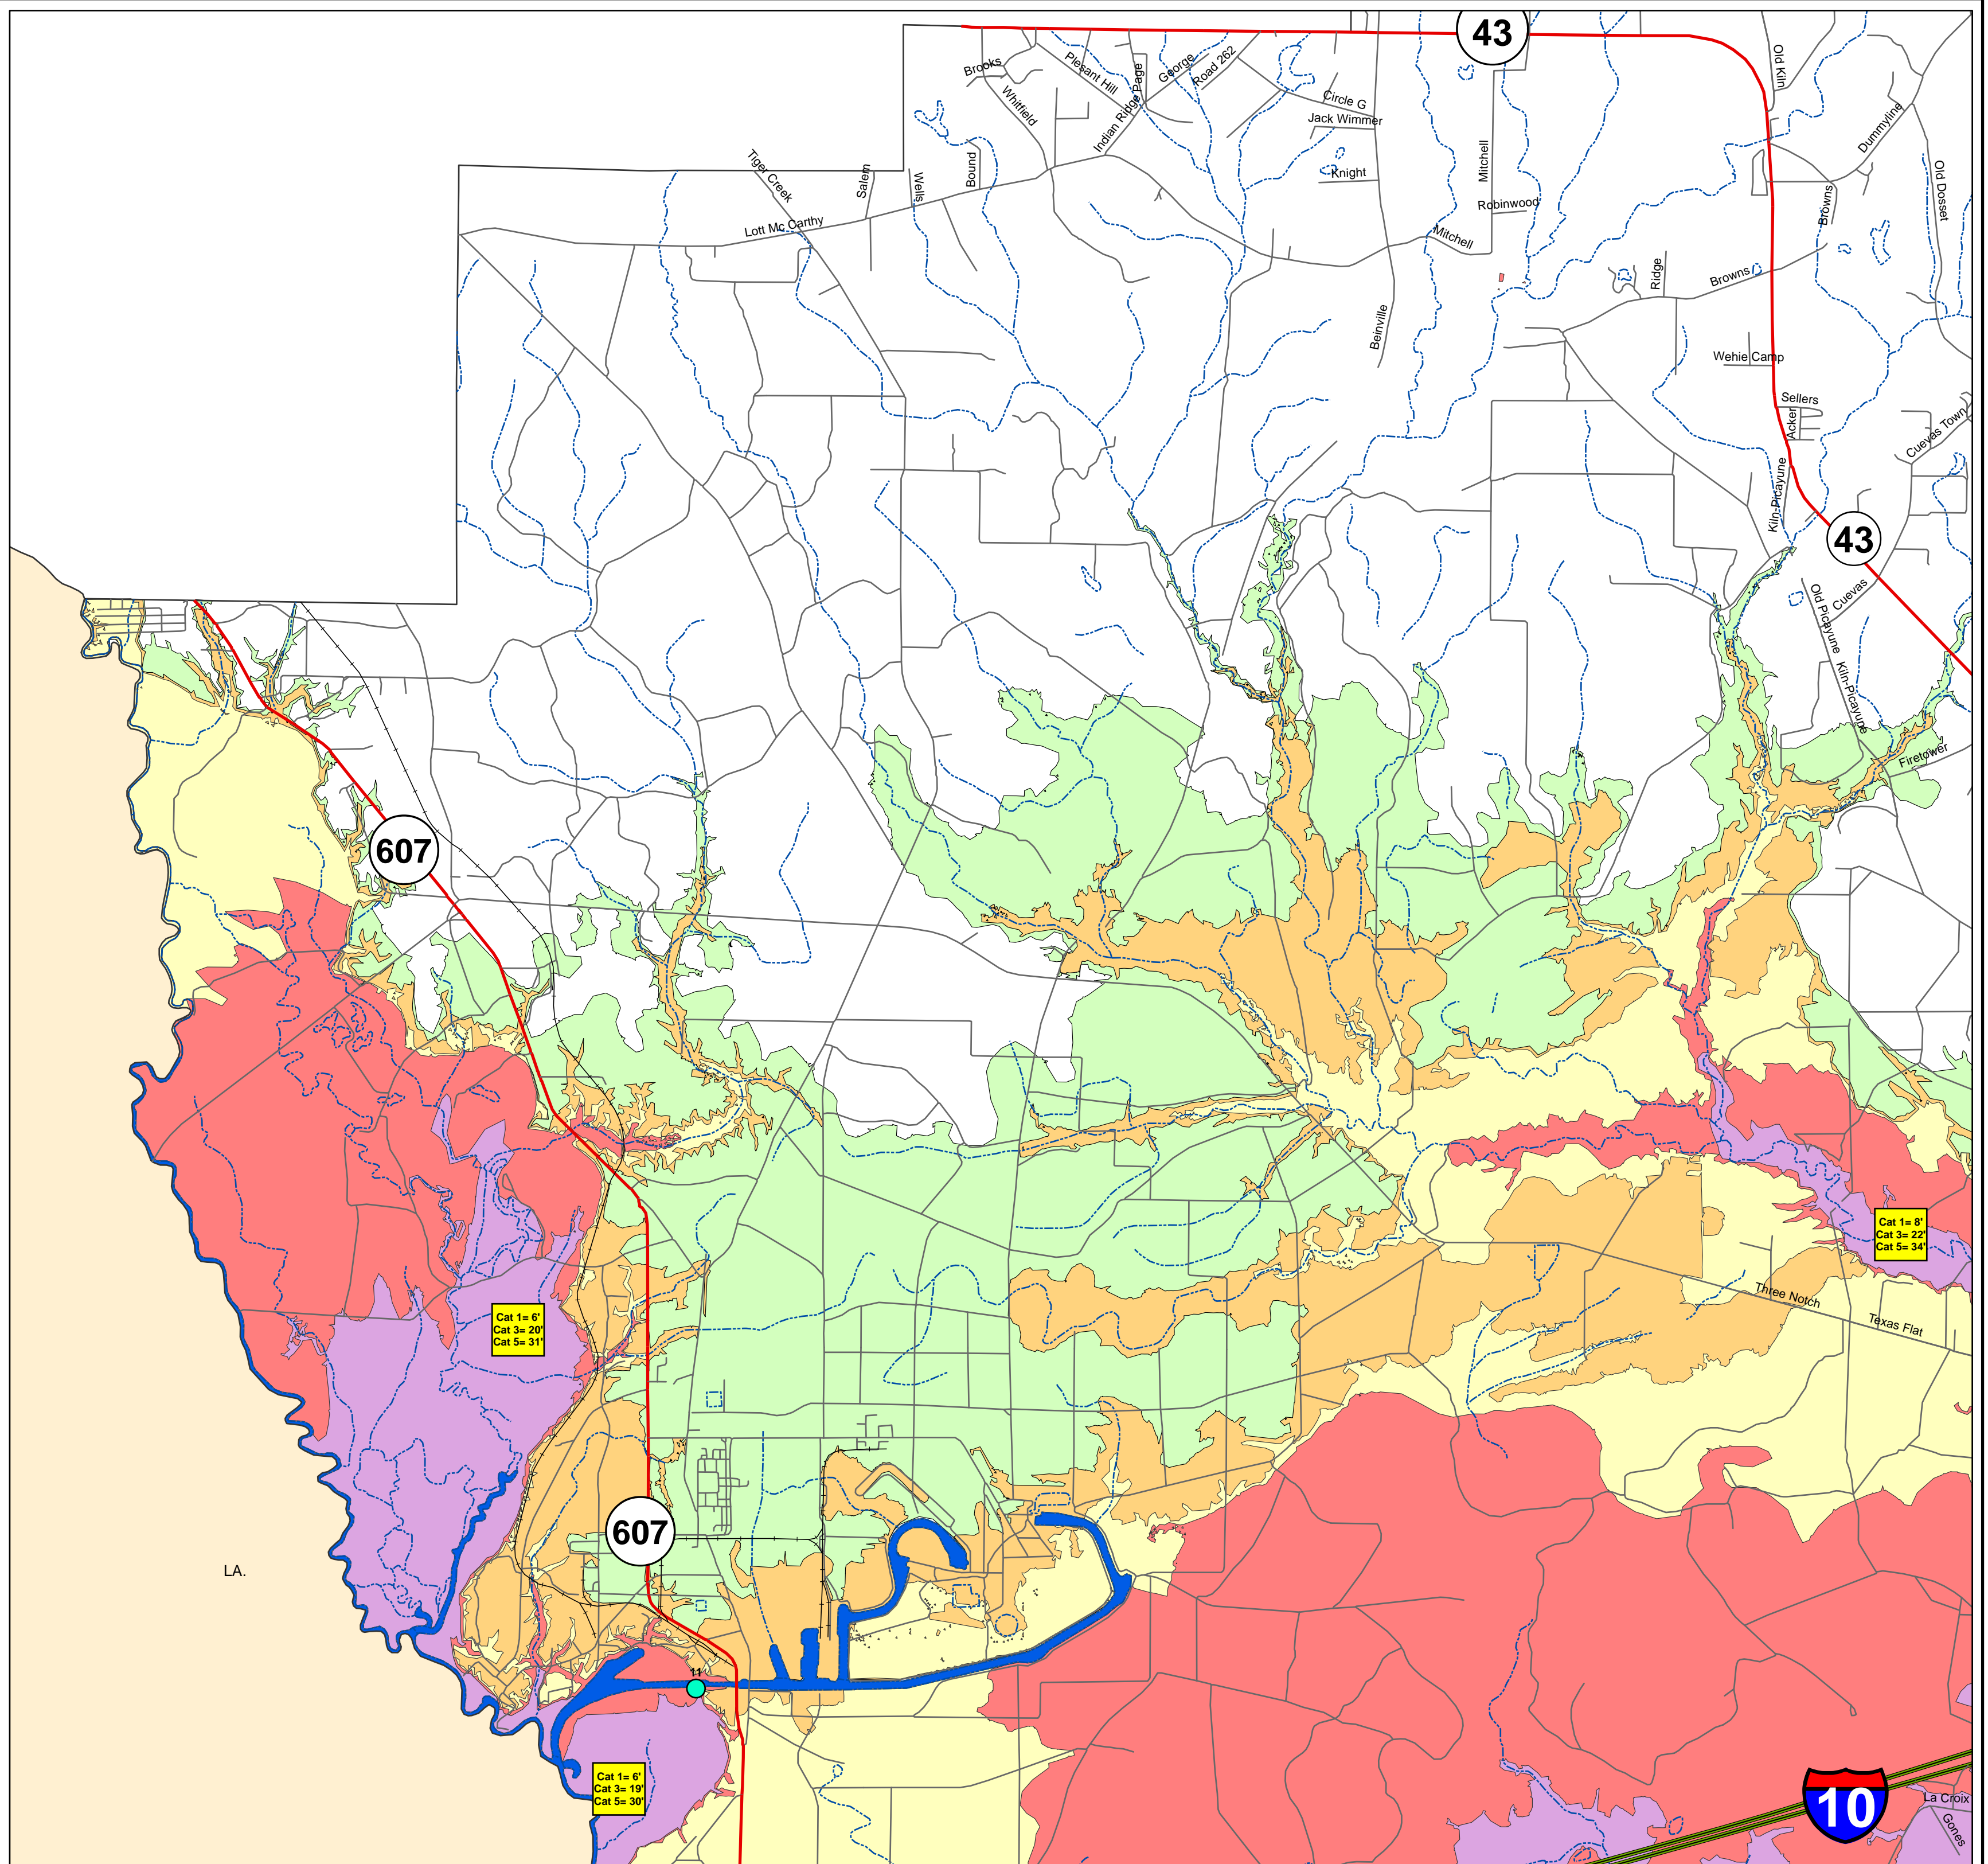 43
Old Kiln
Brooks
Plesant Hill
Page
George
Road 262
Whitfield
Indian Ridge
Circle G
Jack Wimmer
Dummyline
Tiger Creek
Salem
Wells
Bound
Knight
Mitchell
Old Dosset
Browns
Robinwood
Lott Mc Carthy
Mitchell
Ridge
Browns
Beinville
Wehie Camp
Sellers
Acker
Cuevas Town
Kiln-Picayune
43
Cuevas
Old Picayune
Kiln-Picayune
Firetower
607
Cat 1= 8'
Cat 3= 22'
Cat 5= 34'
Three Notch
Texas Flat
Cat 1= 6'
Cat 3= 20'
Cat 5= 31'
607
LA.
11
Cat 1= 6'
Cat 3= 19'
Cat 5= 30'
10
La Croix
Gones